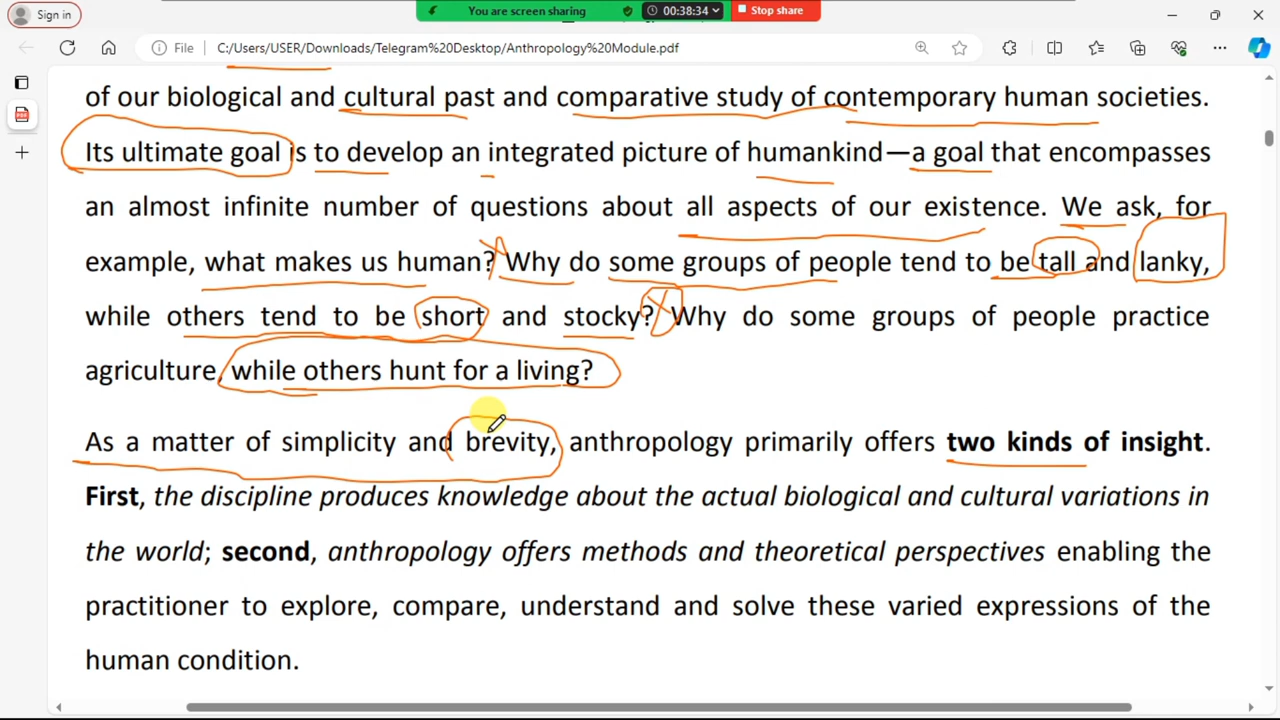 Sign in
You are screen sharing
00:38:34
Stop share
File
C:/Users/USER/Downloads/Telegram%20Desktop/Anthropology%20Module.pdf
of our biological and cultural past and comparative study of contemporary human societies.
Its ultimate goal is to develop an integrated picture of humankind—a goal that encompasses
an almost infinite number of questions about all aspects of our existence. We ask, for
example, what makes us human? Why do some groups of people tend to be tall and lanky,
while others tend to be short and stocky? Why do some groups of people practice
agriculture, while others hunt for a living?
As a matter of simplicity and brevity, anthropology primarily offers two kinds of insight.
First, the discipline produces knowledge about the actual biological and cultural variations in
the world; second, anthropology offers methods and theoretical perspectives enabling the
practitioner to explore, compare, understand and solve these varied expressions of the
human condition.